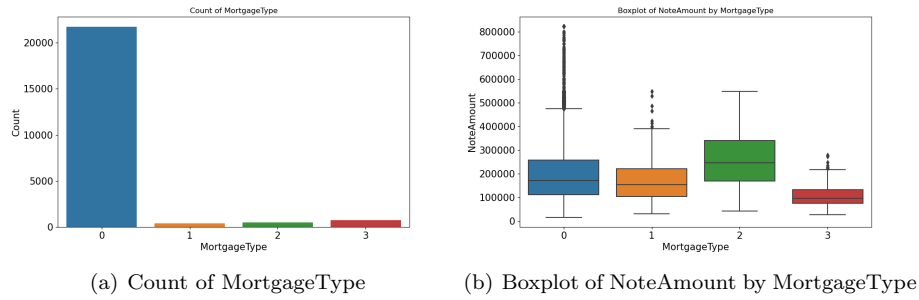 Count of MortgageType
20000
15000
10000
5000
0
Count
0 1 2 3
MortgageType
(a) Count of MortgageType
Boxplot of NoteAmount by MortgageType
800000
700000
600000
500000
400000
300000
200000
100000
0
NoteAmount
0 1 2 3
MortgageType
(b) Boxplot of NoteAmount by MortgageType